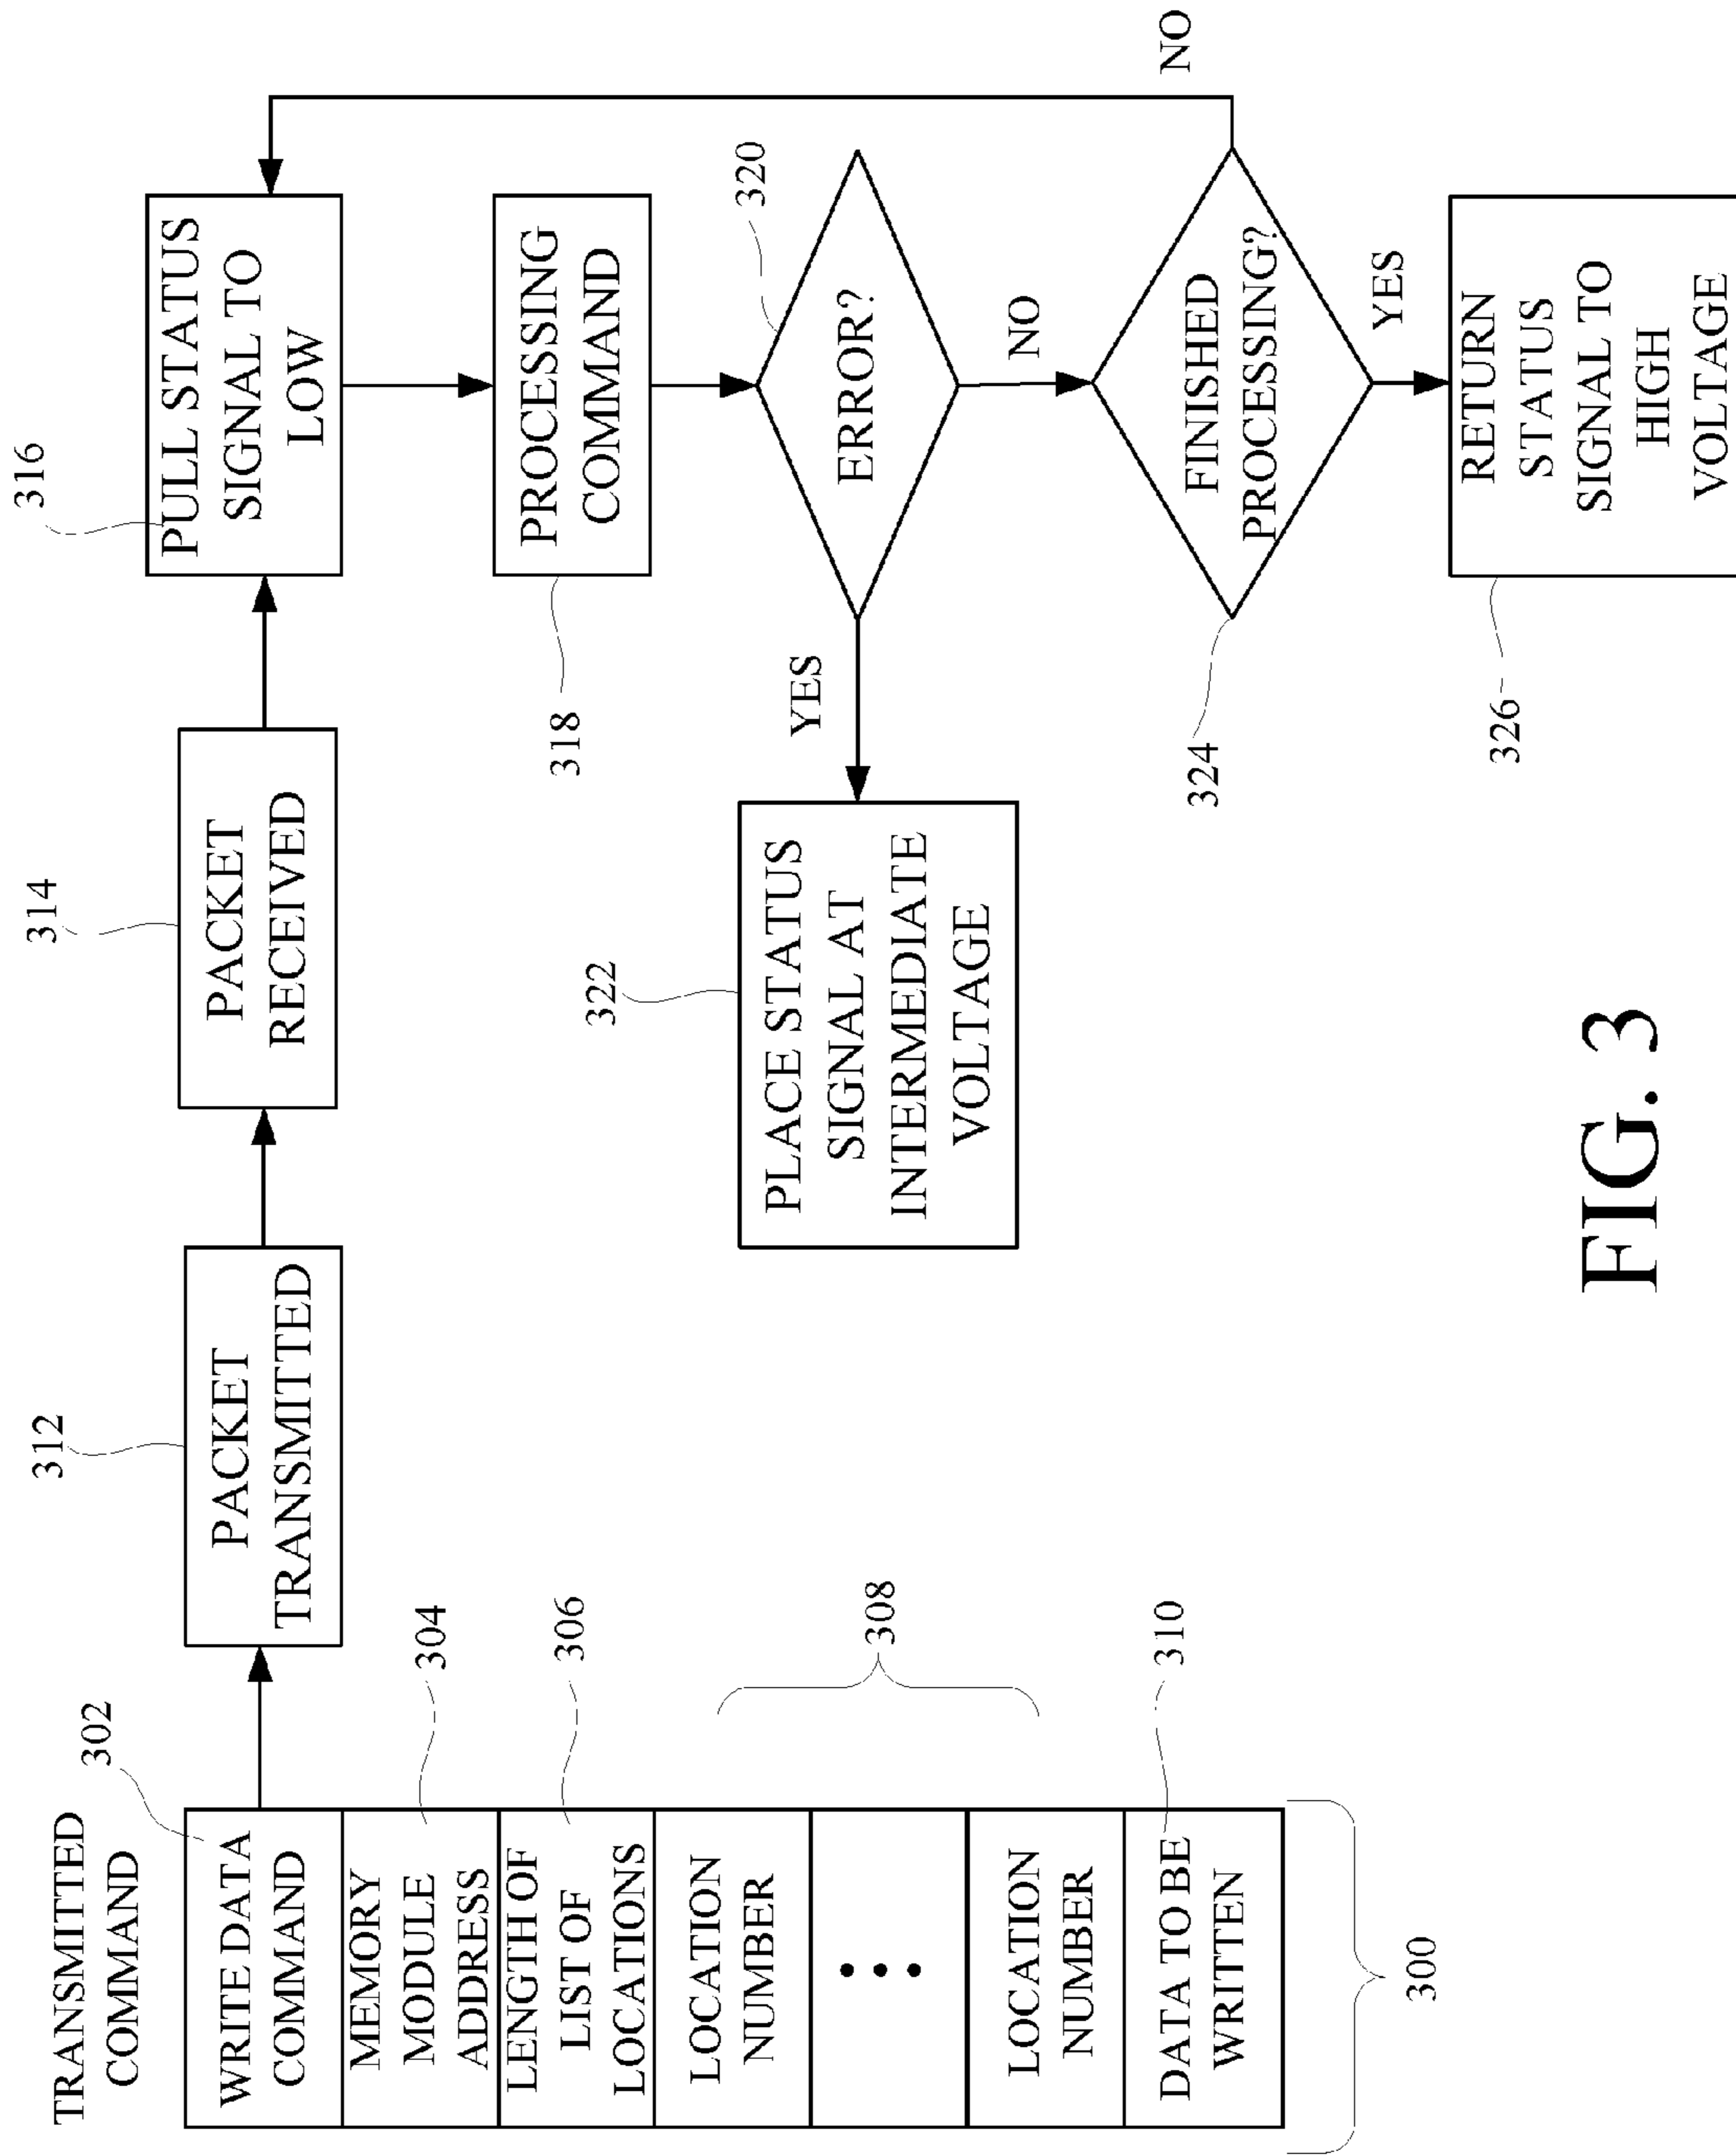 TRANSMITTED
COMMAND
302
WRITE DATA
COMMAND
MEMORY
MODULE
ADDRESS
304
LENGTH OF
LIST OF
LOCATIONS
306
LOCATION
NUMBER
308
LOCATION
NUMBER
DATA TO BE
WRITTEN
310
300
312
PACKET
TRANSMITTED
314
PACKET
RECEIVED
316
PULL STATUS
SIGNAL TO
LOW
PROCESSING
COMMAND
318
320
ERROR?
YES
322
PLACE STATUS
SIGNAL AT
INTERMEDIATE
VOLTAGE
NO
FINISHED
PROCESSING?
324
NO
YES
RETURN
STATUS
SIGNAL TO
HIGH
VOLTAGE
326
FIG. 3